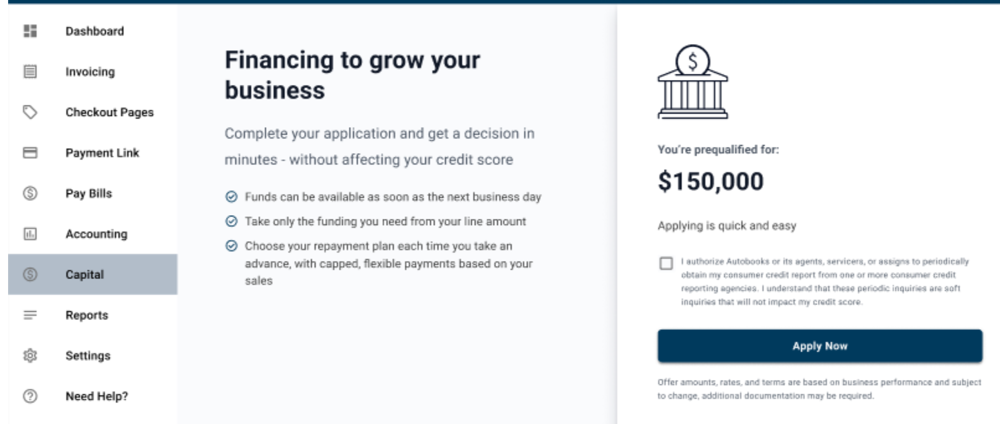 Dashboard
Invoicing
Checkout Pages
Payment Link
Pay Bills
Accounting
Capital
Reports
Settings
Need Help?
Financing to grow your
business
Complete your application and get a decision in
minutes - without affecting your credit score
Funds can be available as soon as the next business day
Take only the funding you need from your line amount
Choose your repayment plan each time you take an
advance, with capped, flexible payments based on your
sales
$
You're prequalified for:
$150,000
Applying is quick and easy
I authorize Autobooks or its agents, servicers, or assigns to periodically
obtain my consumer credit report from one or more consumer credit
reporting agencies. I understand that these periodic inquiries are soft
inquiries that will not impact my credit score.
Apply Now
Offer amounts, rates, and terms are based on business performance and subject
to change, additional documentation may be required.